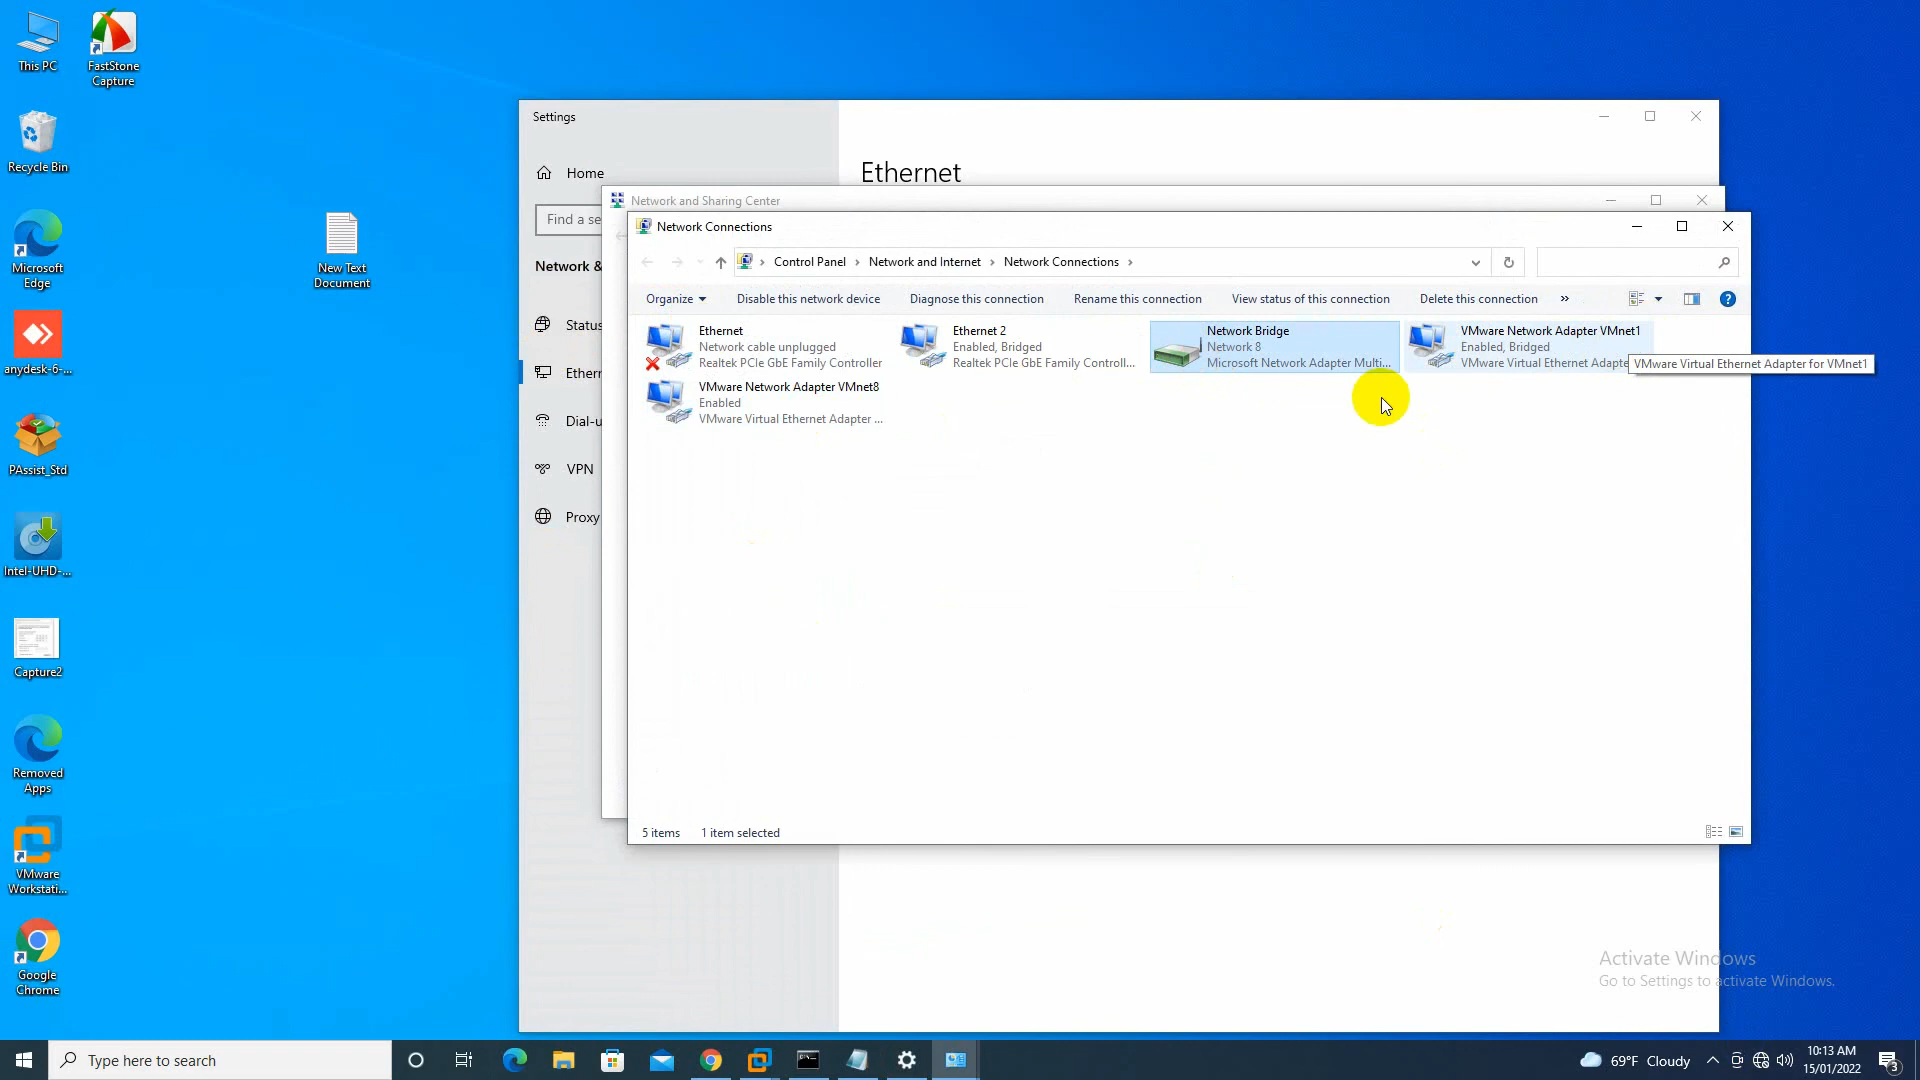 This PC
FastStone
Capture
Recycle Bin
Microsoft
Edge
New Text
Document
anydesk-6-...
PAssist_Std
Intel-UHD-...
Capture2
Removed
Apps
VMware
Workstati...
Google
Chrome
Settings
Home
Find a se
Network &
Status
Ethern
Dial-u
VPN
Proxy
Ethernet
Network and Sharing Center
Network Connections
Control Panel > Network and Internet > Network Connections >
Organize
Disable this network device
Diagnose this connection
Rename this connection
View status of this connection
Delete this connection
»
Ethernet
Network cable unplugged
Realtek PCIe GbE Family Controller
Ethernet 2
Enabled, Bridged
Realtek PCIe GbE Family Controll...
Network Bridge
Network 8
Microsoft Network Adapter Multi...
VMware Network Adapter VMnet1
Enabled, Bridged
VMware Virtual Ethernet Adapte
VMware Virtual Ethernet Adapter for VMnet1
VMware Network Adapter VMnet8
Enabled
VMware Virtual Ethernet Adapter ...
5 items
1 item selected
Activate Windows
Go to Settings to activate Windows.
Type here to search
69°F Cloudy
10:13 AM
15/01/2022
3